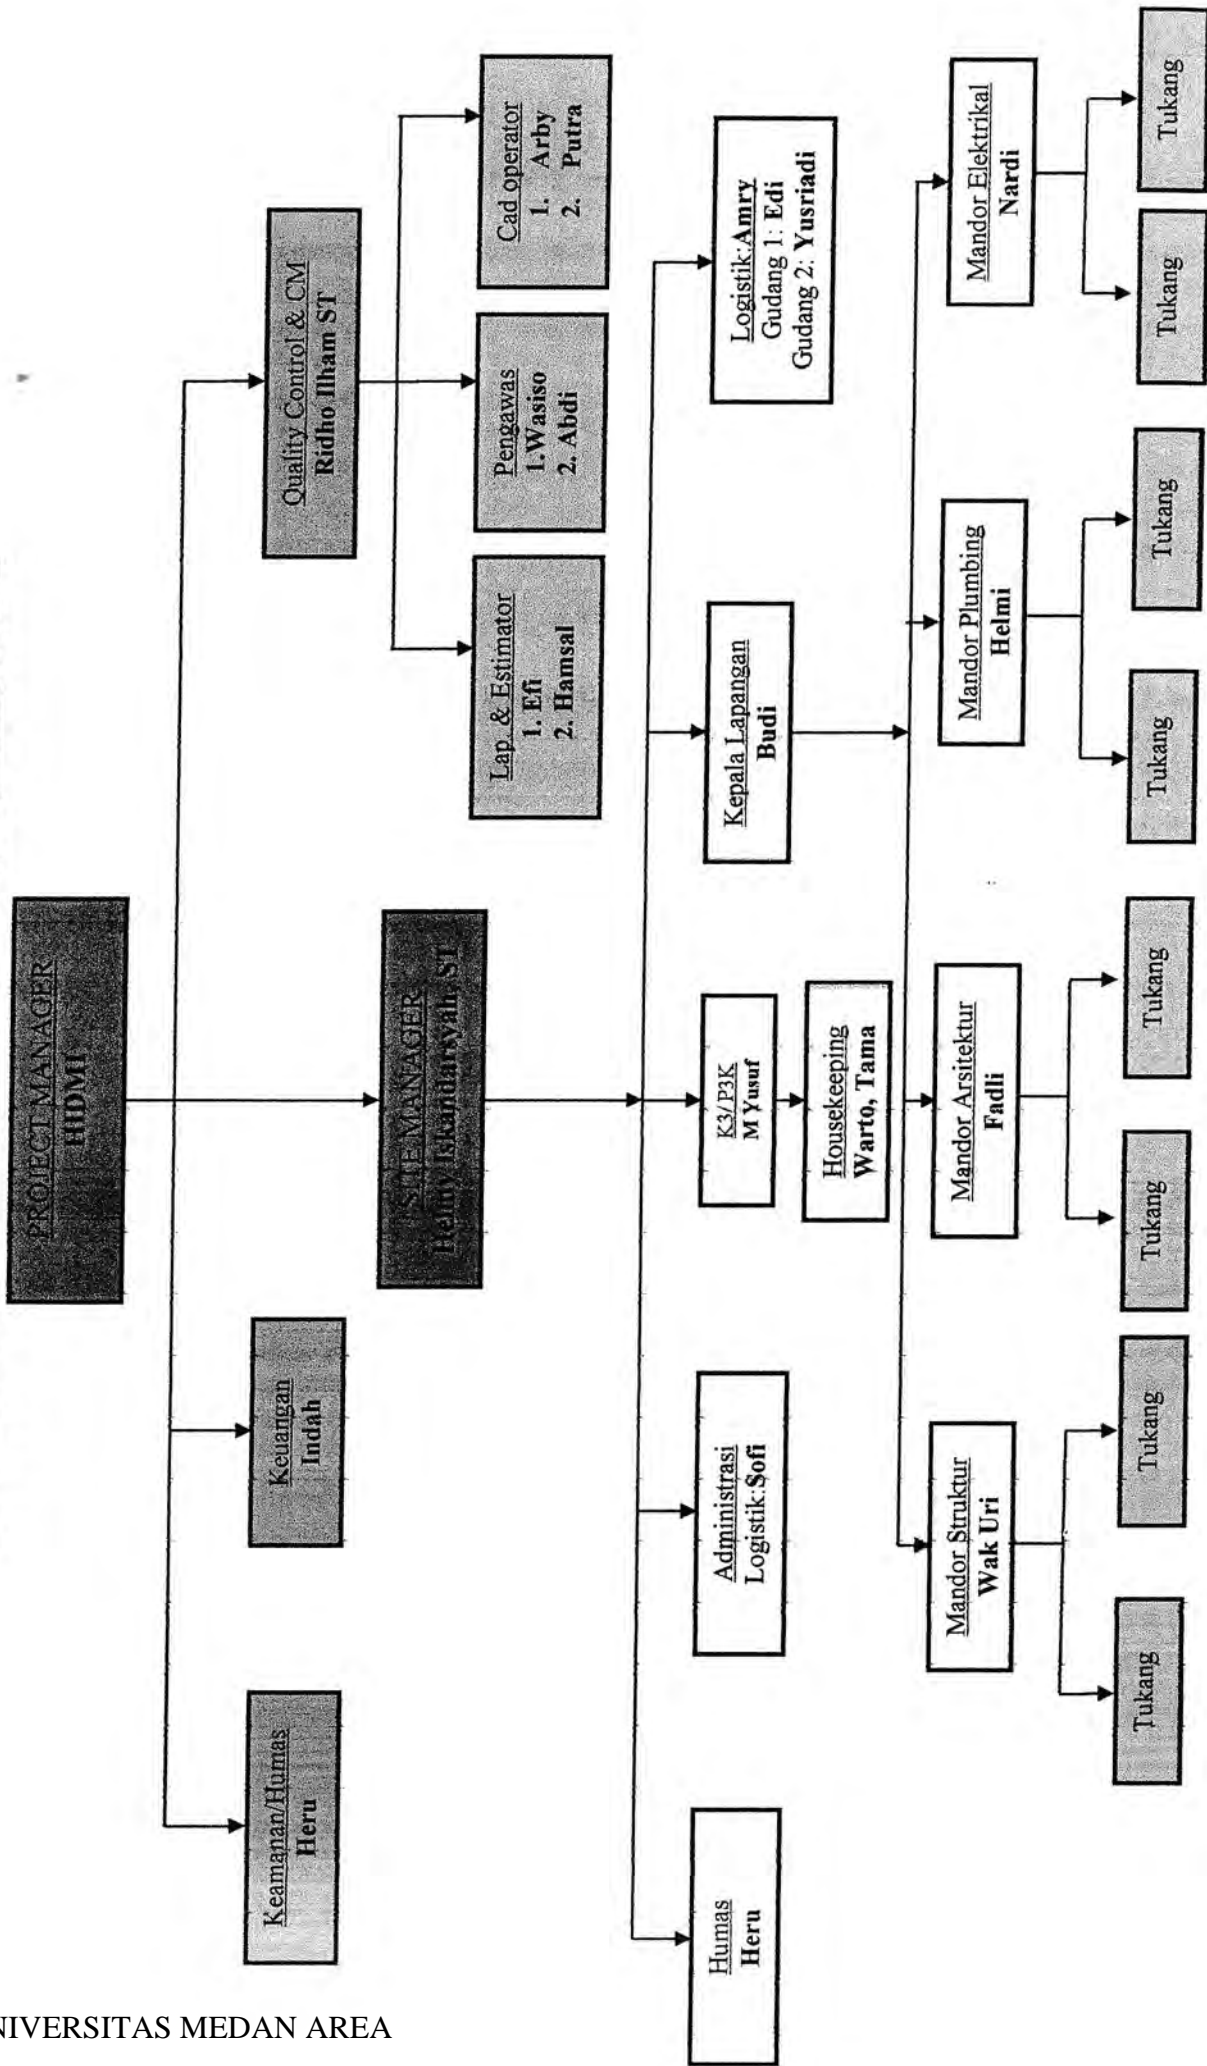 PROJECT MANAGER
HIDMI
Keamanan/Humas
Heru
Keuangan
Indah
SITE MANAGER
Helmy Iskandarsyah ST
Quality Control & CM
Ridho Ilham ST
Lap. & Estimator
1. Efi
2. Hamsal
Pengawas
1.Wasiso
2. Abdi
Cad operator
1. Arby
2. Putra
Humas
Heru
Administrasi
Logistik:Sofi
K3/P3K
M Yusuf
Housekeeping
Warto, Tama
Kepala Lapangan
Budi
Logistik:Amry
Gudang 1: Edi
Gudang 2: Yusriadi
Mandor Struktur
Wak Uri
Mandor Arsitektur
Fadli
Mandor Plumbing
Helmi
Mandor Elektrikal
Nardi
Tukang
Tukang
Tukang
Tukang
Tukang
Tukang
Tukang
Tukang
NIVERSITAS MEDAN AREA